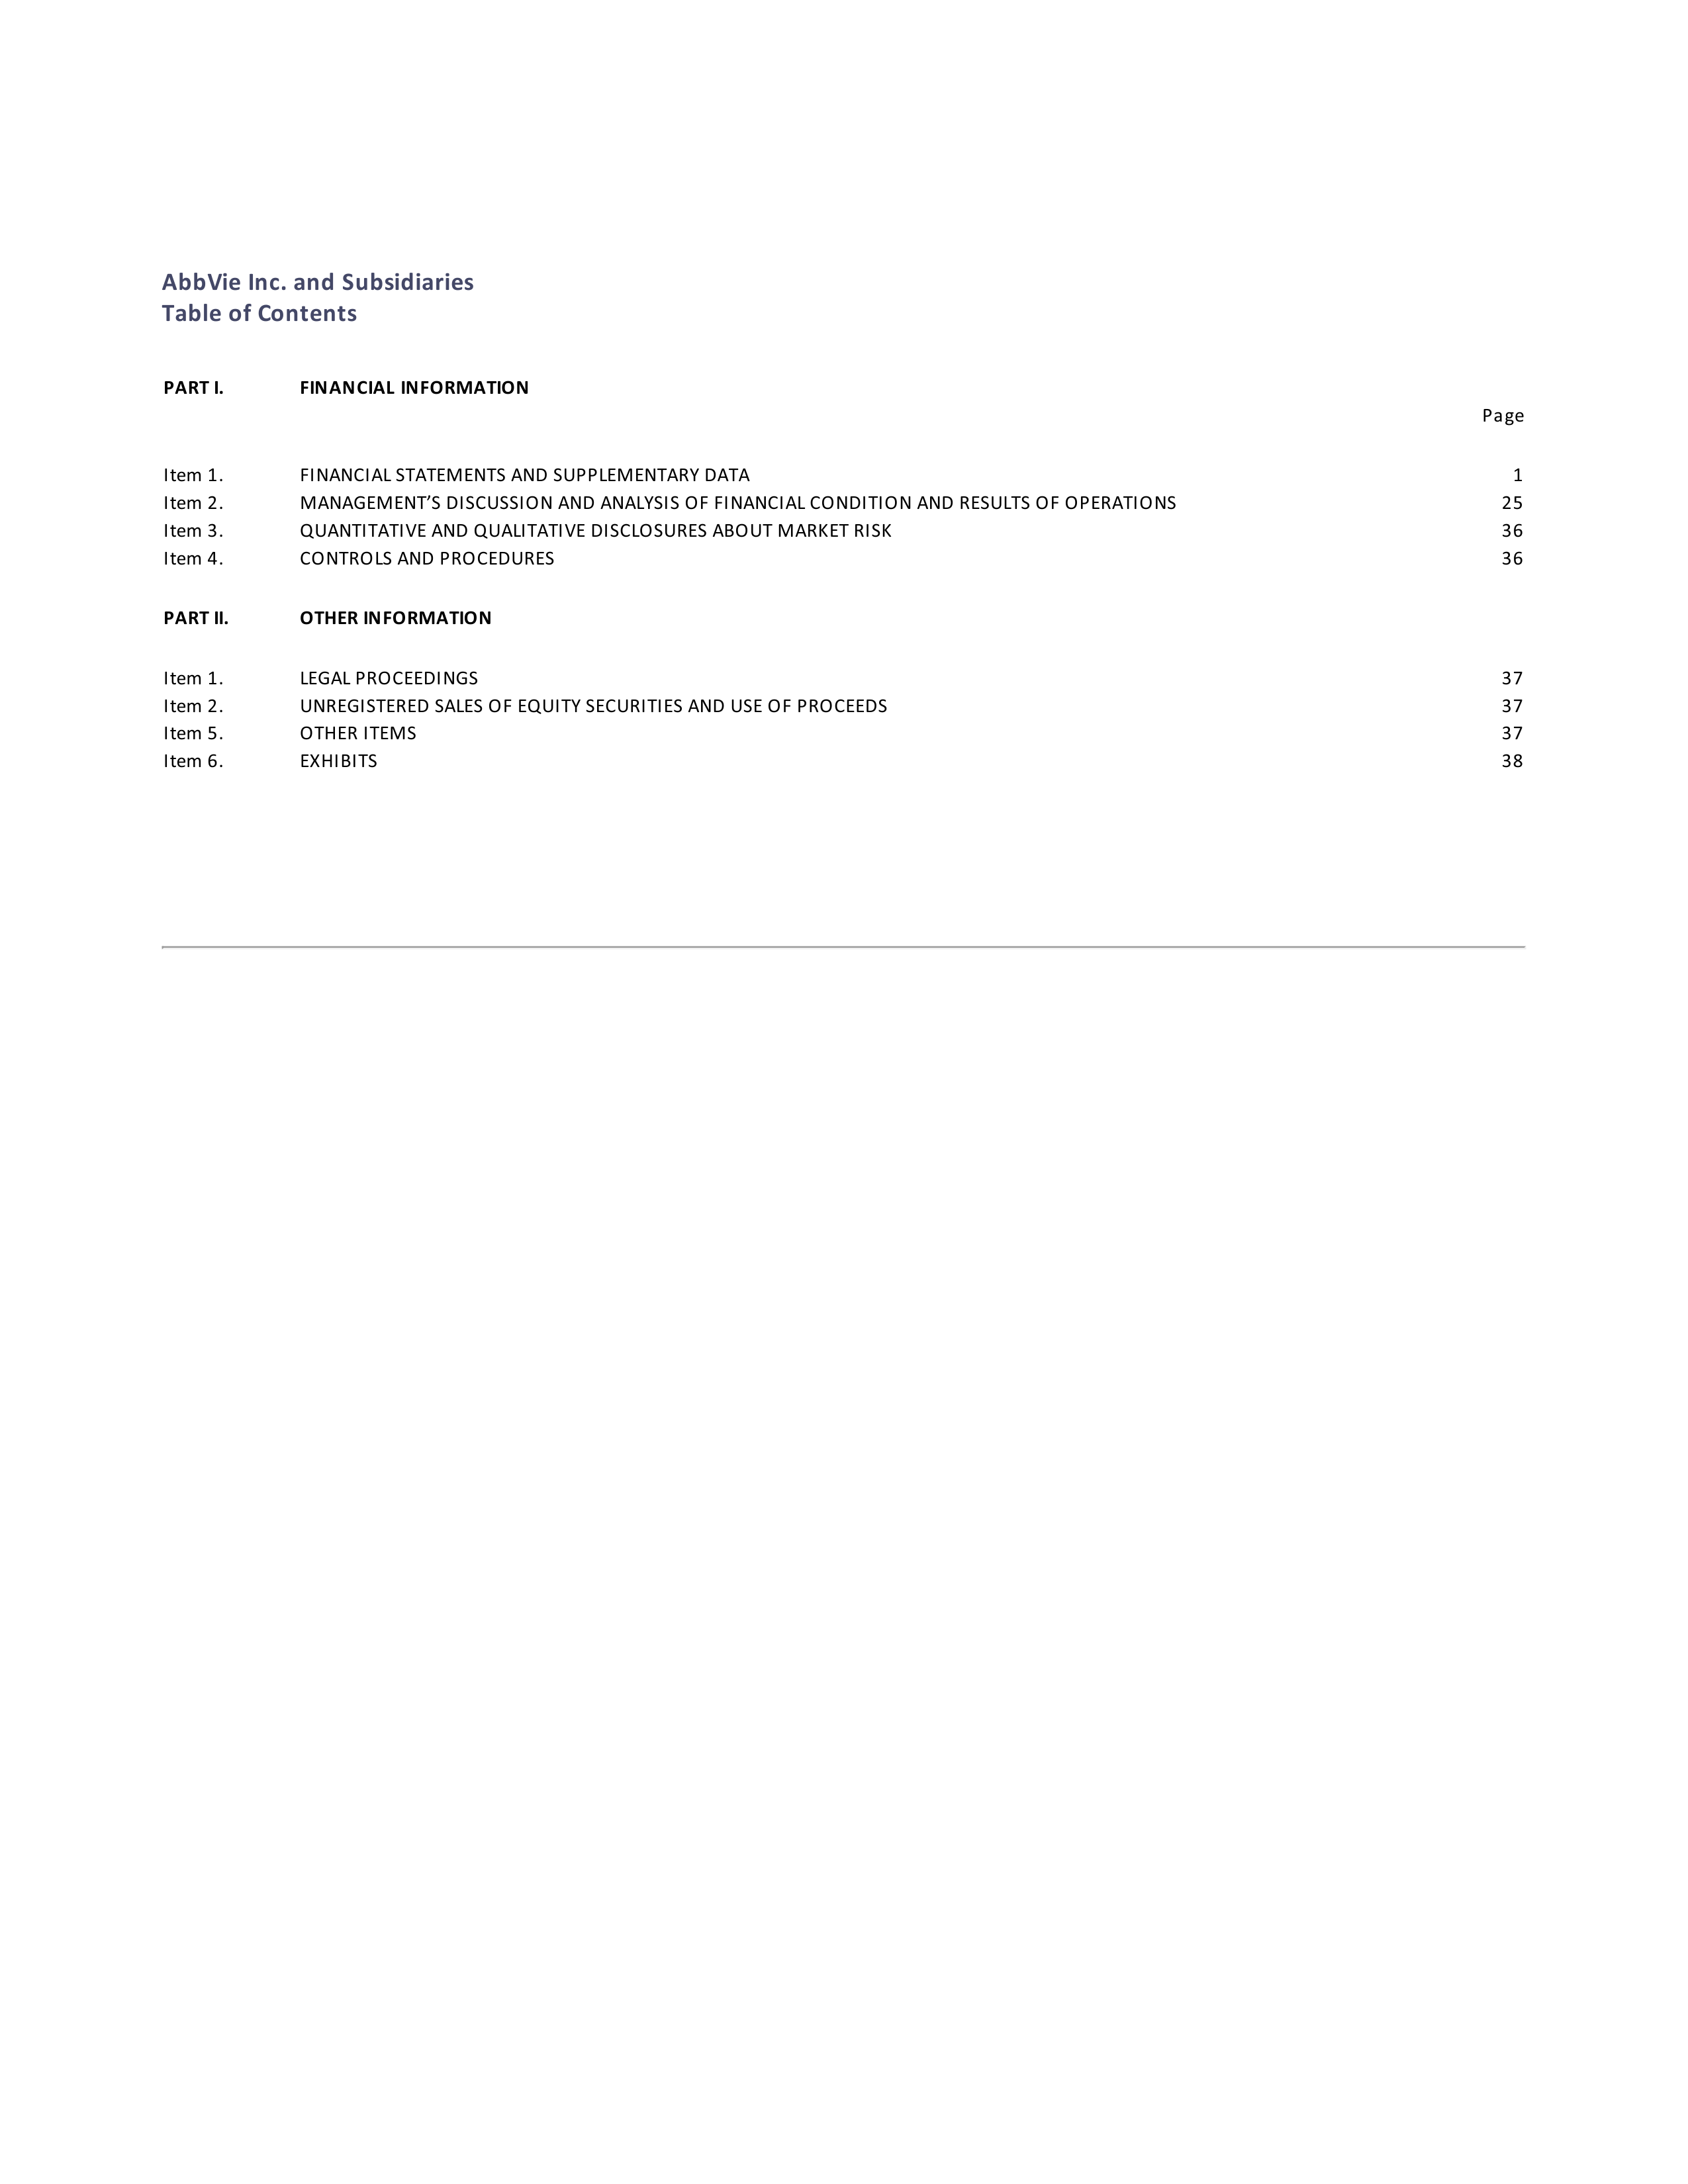 AbbVie Inc. and Subsidiaries
Table of Contents
PART I. FINANCIAL INFORMATION
Page
Item 1. FINANCIAL STATEMENTS AND SUPPLEMENTARY DATA 1
Item 2. MANAGEMENT’S DISCUSSION AND ANALYSIS OF FINANCIAL CONDITION AND RESULTS OF OPERATIONS 25
Item 3. QUANTITATIVE AND QUALITATIVE DISCLOSURES ABOUT MARKET RISK 36
Item 4. CONTROLS AND PROCEDURES 36
PART II. OTHER INFORMATION
Item 1. LEGAL PROCEEDINGS 37
Item 2. UNREGISTERED SALES OF EQUITY SECURITIES AND USE OF PROCEEDS 37
Item 5. OTHER ITEMS 37
Item 6. EXHIBITS 38